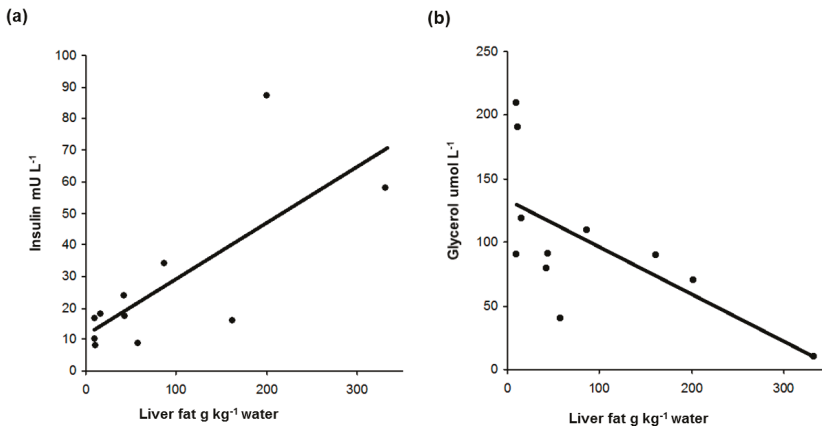 (a)
100
90
80
70
60
50
40
30
20
10
0
Insulin mU L⁻¹
0 100 200 300
Liver fat g kg⁻¹ water
(b)
250
200
150
100
50
0
Glycerol umol L⁻¹
0 100 200 300
Liver fat g kg⁻¹ water